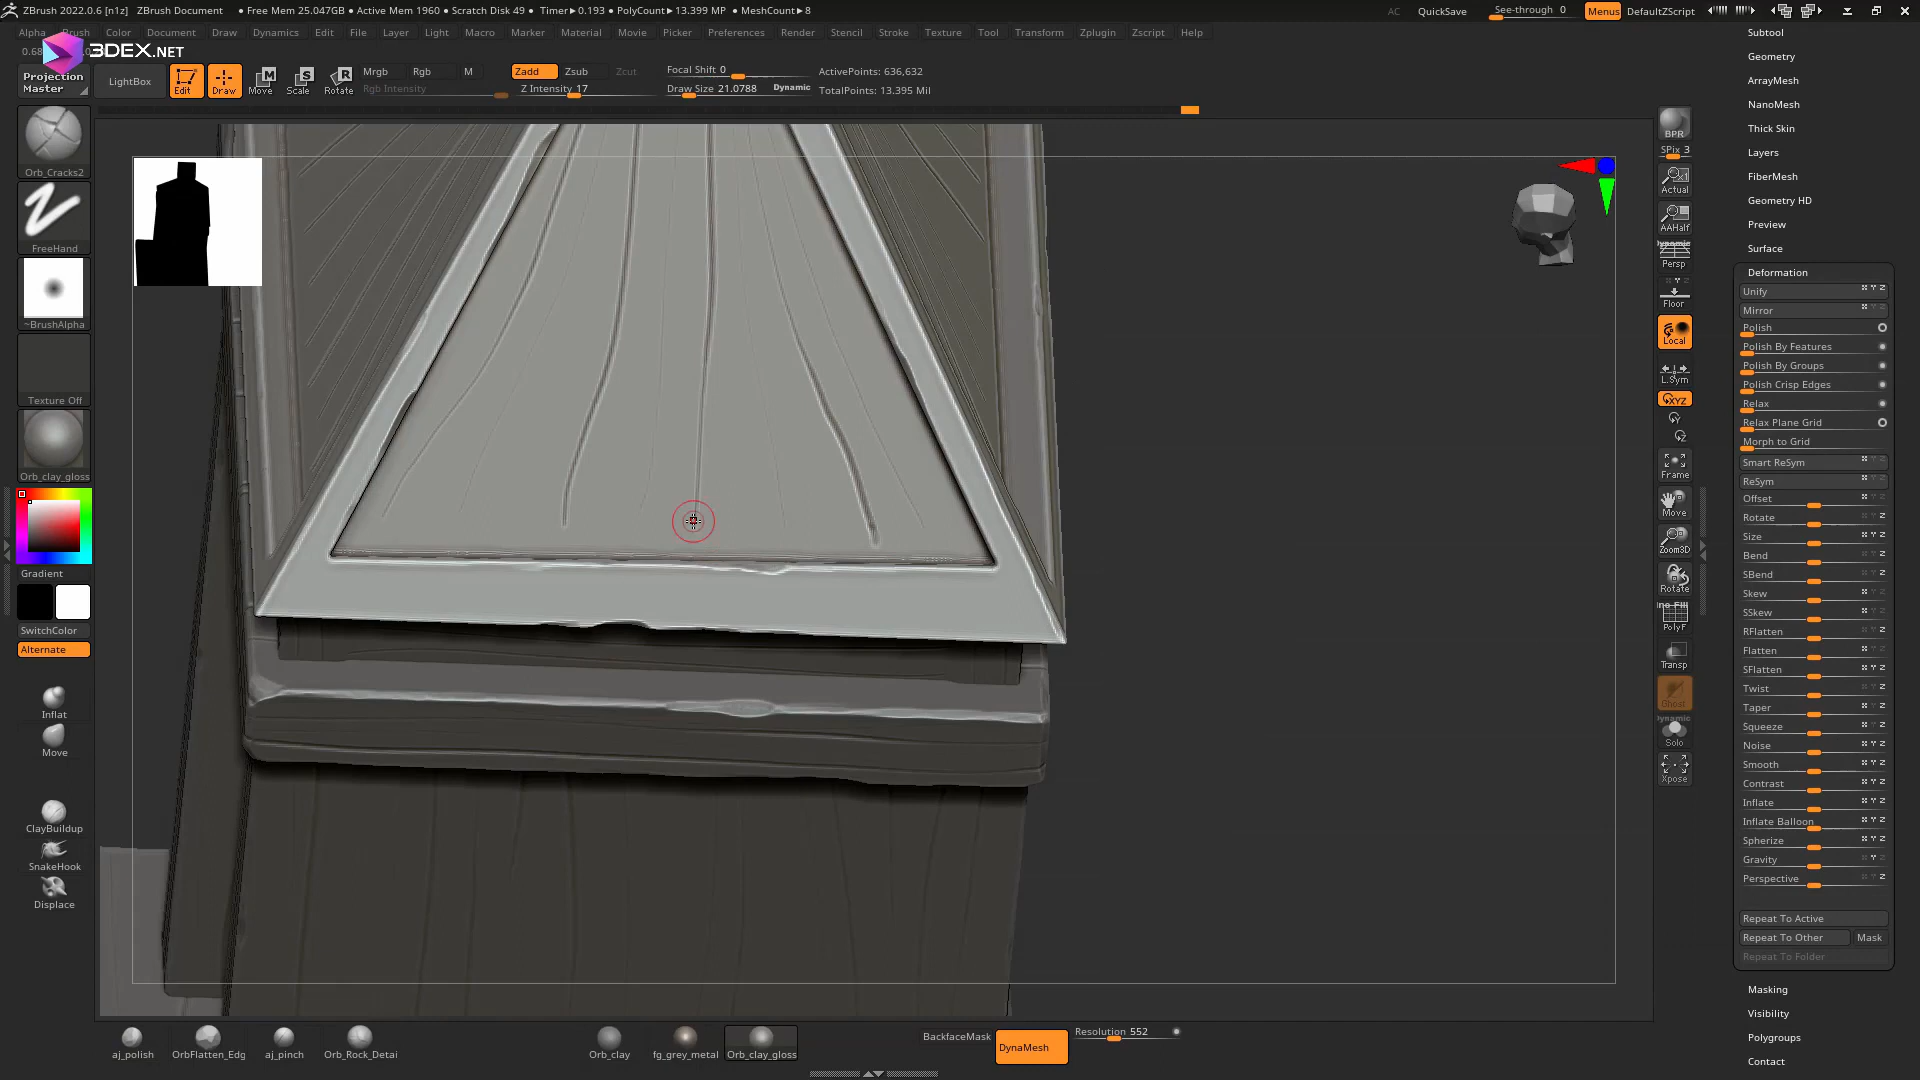 ZBrush 2022.0.6 [n1z] ZBrush Document ● Free Mem 25.047GB ● Active Mem 1960 ● Scratch Disk 49 ● Timer►0.193 ● PolyCount►13.399 MP ● MeshCount►8 AC QuickSave See-through 0 Menus DefaultZScript
Alpha Brush Color Document Draw Dynamics Edit File Layer Light Macro Marker Material Movie Picker Preferences Render Stencil Stroke Texture Tool Transform Zplugin Zscript Help
3DEX.NET
Projection Master
LightBox
Edit Draw Move Scale Rotate
Mrgb Rgb M
Rgb Intensity
Zadd Zsub Zcut
Z Intensity 17
Focal Shift 0
Draw Size 21.0788 Dynamic
ActivePoints: 636,632
TotalPoints: 13.395 Mil
Orb_Cracks2
FreeHand
~BrushAlpha
Texture Off
Orb_clay_gloss
Gradient
SwitchColor
Alternate
Inflat
Move
ClayBuildup
SnakeHook
Displace
BPR
SPix 3
Actual
AAHalf
Dynamic
Persp
Floor
Local
L.Sym
XYZ
Frame
Move
Zoom3D
Rotate
PolyF
Transp
Ghost
Dynamic
Solo
Xpose
Subtool
Geometry
ArrayMesh
NanoMesh
Thick Skin
Layers
FiberMesh
Geometry HD
Preview
Surface
Deformation
Unify
Mirror
Polish
Polish By Features
Polish By Groups
Polish Crisp Edges
Relax
Relax Plane Grid
Morph to Grid
Smart ReSym
ReSym
Offset
Rotate
Size
Bend
SBend
Skew
SSkew
RFlatten
Flatten
SFlatten
Twist
Taper
Squeeze
Noise
Smooth
Contrast
Inflate
Inflate Balloon
Spherize
Gravity
Perspective
Repeat To Active
Repeat To Other Mask
Repeat To Folder
Masking
Visibility
Polygroups
Contact
aj_polish OrbFlatten_Edg aj_pinch Orb_Rock_Detai Orb_clay fg_grey_metal Orb_clay_gloss
BackfaceMask DynaMesh Resolution 552